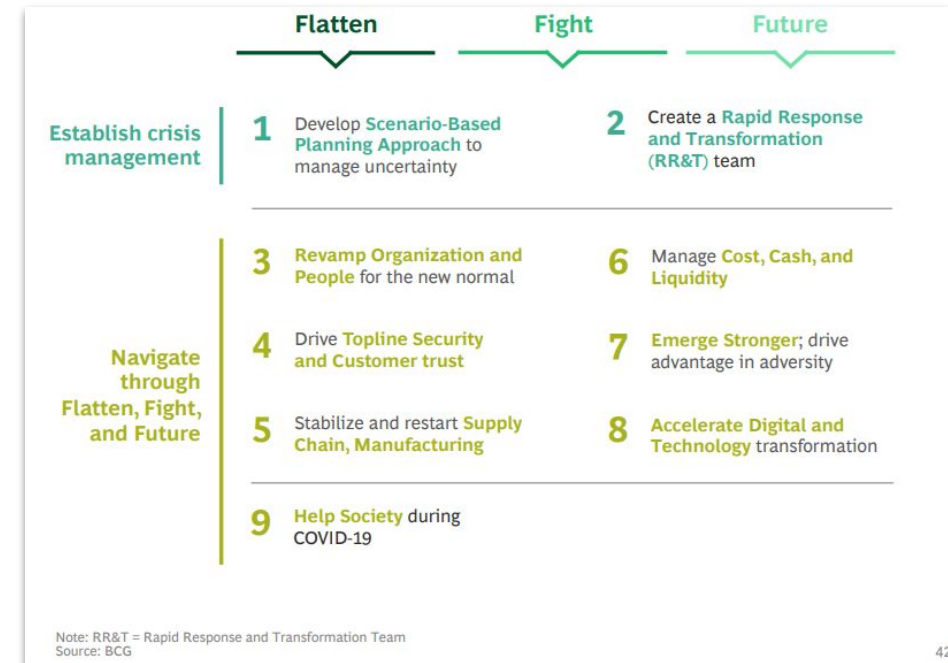 Flatten
Fight
Future
Establish crisis
management
1
Develop Scenario-Based
Planning Approach to
manage uncertainty
2
Create a Rapid Response
and Transformation
(RR&T) team
Navigate
through
Flatten, Fight,
and Future
3
Revamp Organization and
People for the new normal
6
Manage Cost, Cash, and
Liquidity
4
Drive Topline Security
and Customer trust
7
Emerge Stronger; drive
advantage in adversity
5
Stabilize and restart Supply
Chain, Manufacturing
8
Accelerate Digital and
Technology transformation
9
Help Society during
COVID-19
Note: RR&T = Rapid Response and Transformation Team
Source: BCG